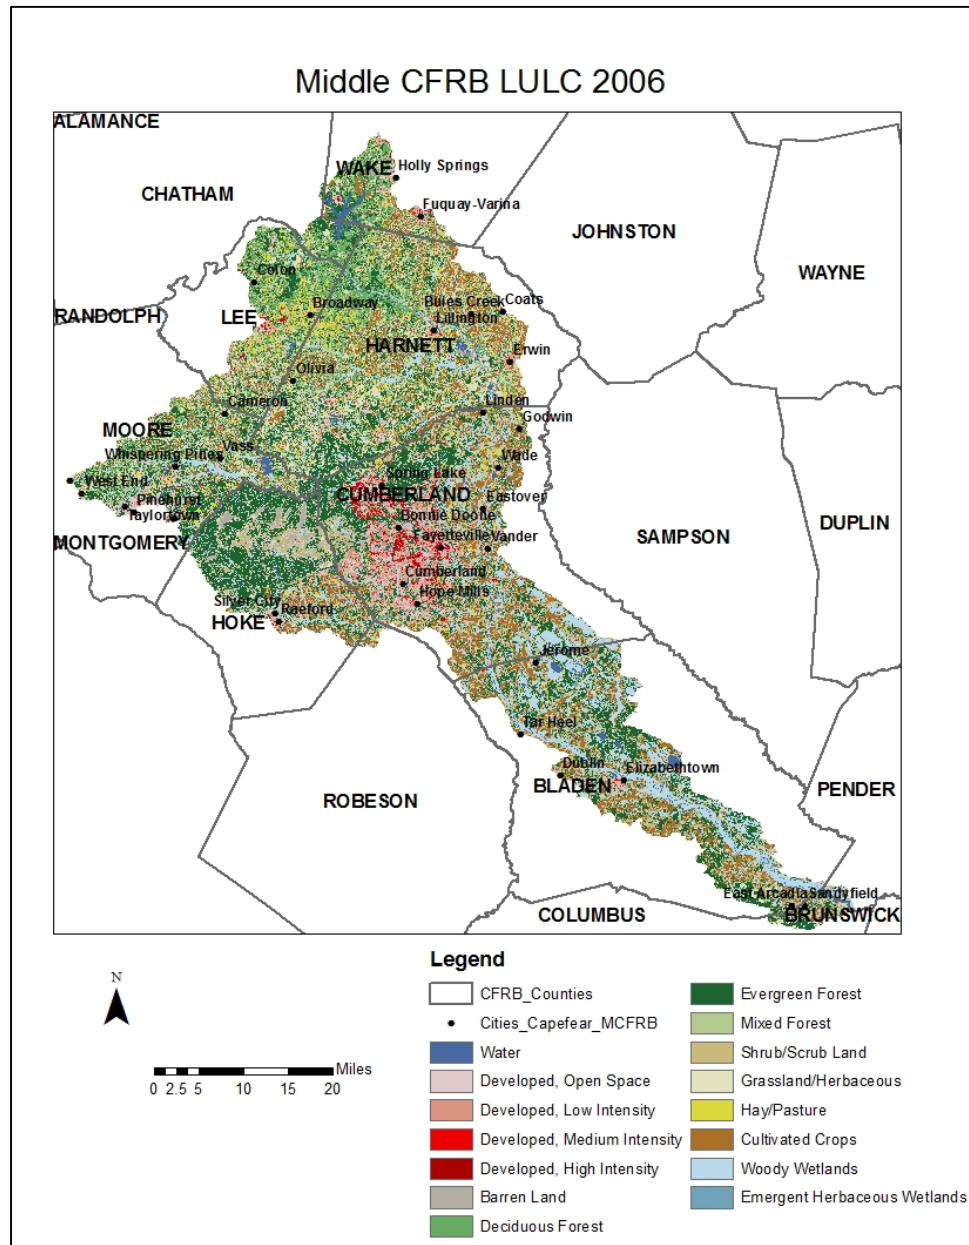 Middle CFRB LULC 2006
ALAMANCE
WAKE
Holly Springs
CHATHAM
Fuquay-Varina
JOHNSTON
WAYNE
Colon
Broadway
Buies Creek
Coats
RANDOLPH
LEE
Lillington
HARNETT
Erwin
Olivia
Cameron
Linden
Godwin
MOORE
Vass
Whispering Pines
Wade
West End
Spring Lake
CUMBERLAND
Eastover
Pinehurst
Taylortown
Bonnie Doone
DUPLIN
Fayetteville
Vander
SAMPSON
MONTGOMERY
Cumberland
Hope Mills
Silver City
Raeford
HOKE
Jerome
Tar Heel
Dublin
Elizabethtown
BLADEN
PENDER
ROBESON
East Arcadia
Sandyfield
COLUMBUS
BRUNSWICK
Legend
N
CFRB_Counties
Cities_Capefear_MCFRB
Water
Developed, Open Space
Developed, Low Intensity
Developed, Medium Intensity
Developed, High Intensity
Barren Land
Deciduous Forest
Evergreen Forest
Mixed Forest
Shrub/Scrub Land
Grassland/Herbaceous
Hay/Pasture
Cultivated Crops
Woody Wetlands
Emergent Herbaceous Wetlands
Miles
0 2.5 5 10 15 20